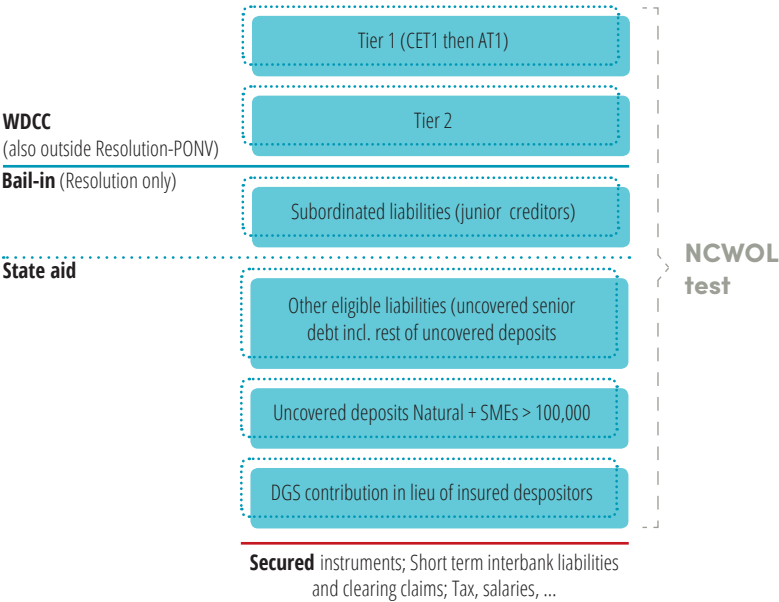 Tier 1 (CET1 then AT1)
WDCC
(also outside Resolution-PONV)
Tier 2
Bail-in (Resolution only)
Subordinated liabilities (junior creditors)
State aid
NCWOL
test
Other eligible liabilities (uncovered senior
debt incl. rest of uncovered deposits
Uncovered deposits Natural + SMEs > 100,000
DGS contribution in lieu of insured despositors
Secured instruments; Short term interbank liabilities
and clearing claims; Tax, salaries, ...